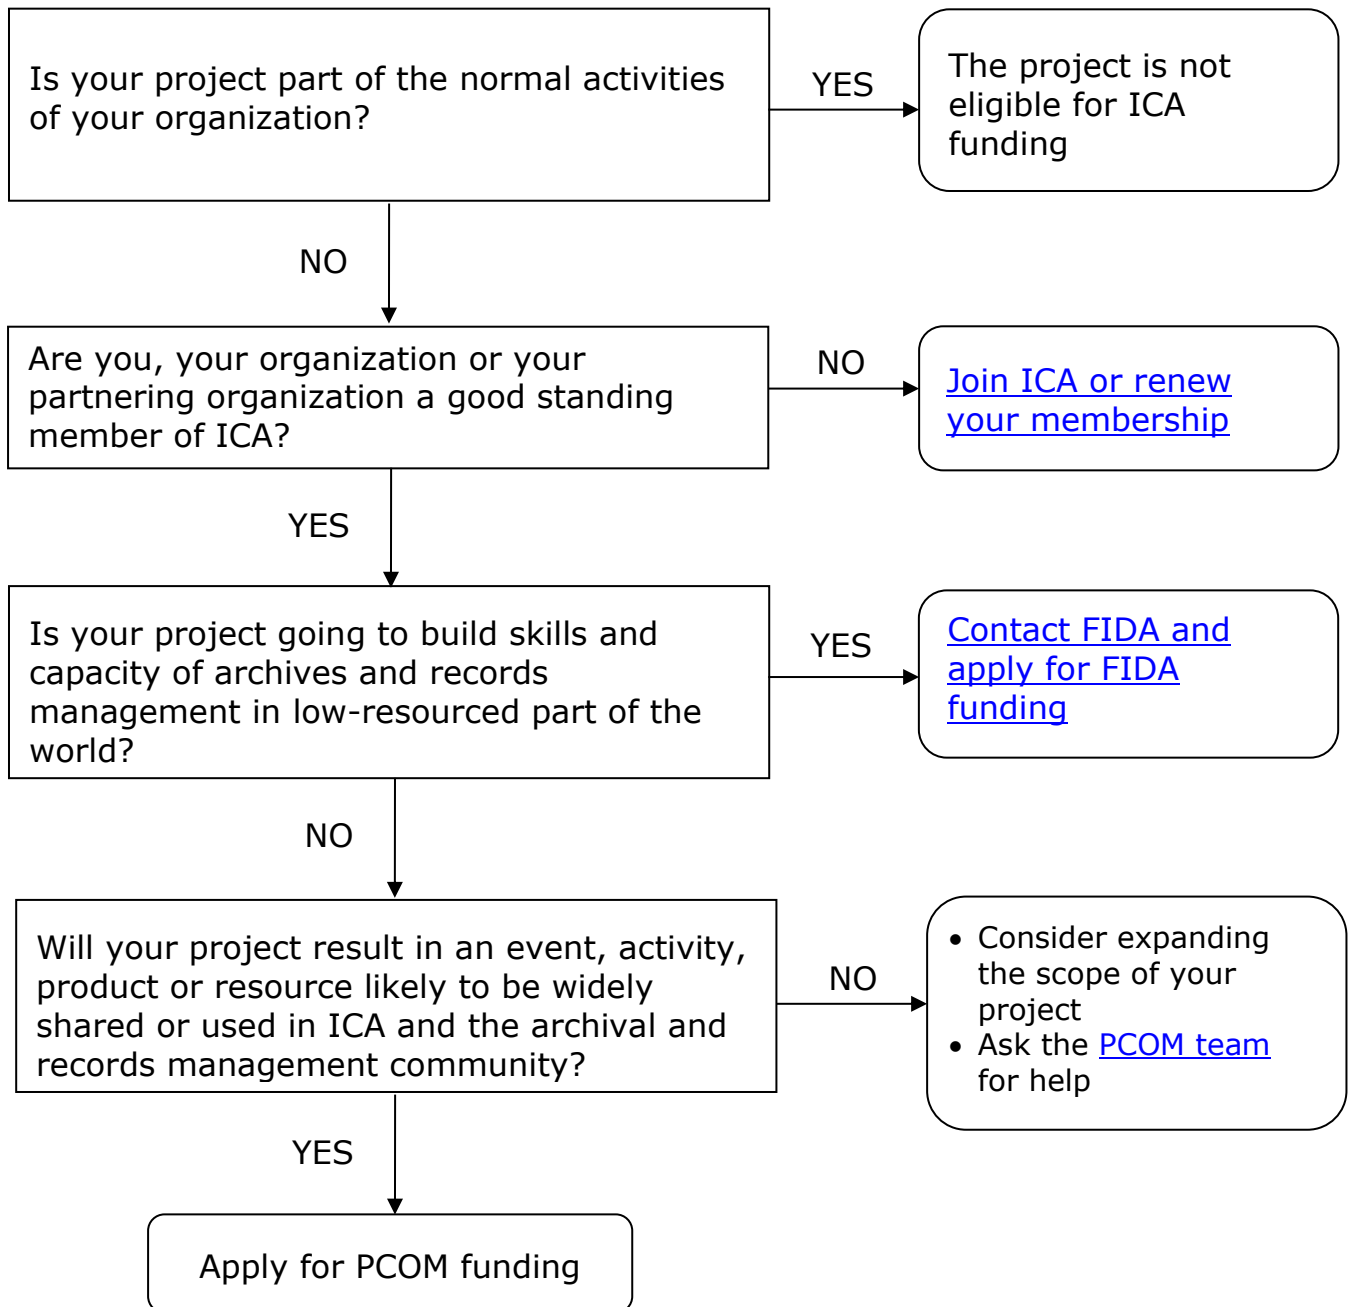 Is your project part of the normal activities
of your organization?
YES
The project is not
eligible for ICA
funding
NO
Are you, your organization or your
partnering organization a good standing
member of ICA?
NO
Join ICA or renew
your membership
YES
Is your project going to build skills and
capacity of archives and records
management in low-resourced part of the
world?
YES
Contact FIDA and
apply for FIDA
funding
NO
Will your project result in an event, activity,
product or resource likely to be widely
shared or used in ICA and the archival and
records management community?
NO
• Consider expanding
the scope of your
project
• Ask the PCOM team
for help
YES
Apply for PCOM funding